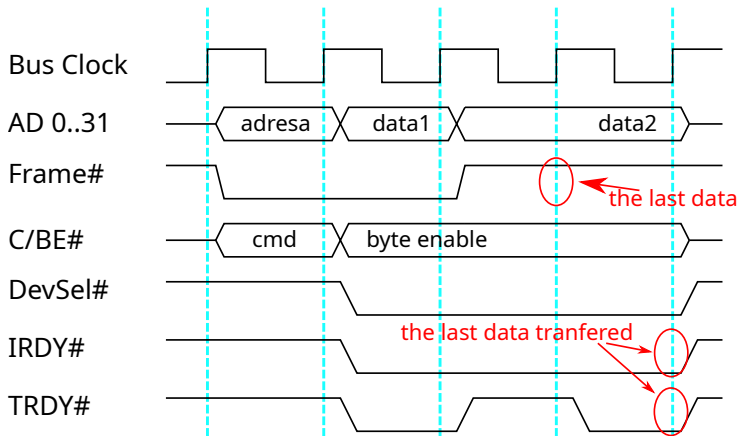 Bus Clock
AD 0..31
adresa
data1
data2
Frame#
the last data
C/BE#
cmd
byte enable
DevSel#
the last data tranfered
IRDY#
TRDY#